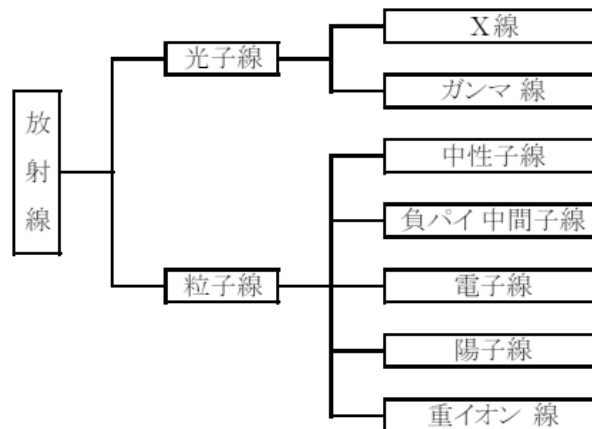 放射線
光子線
X線
ガンマ 線
粒子線
中性子線
負パイ 中間子線
電子線
陽子線
重イオン 線